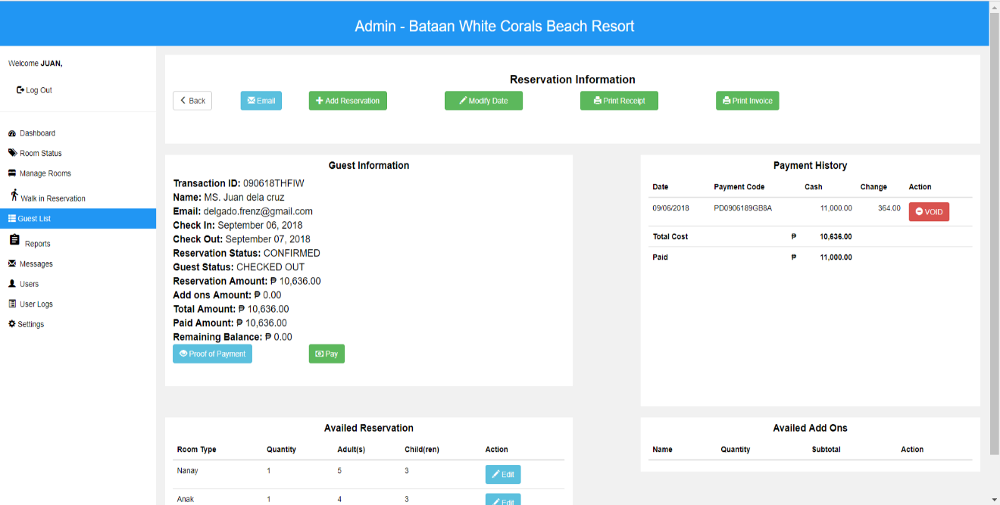 Admin - Bataan White Corals Beach Resort
Welcome JUAN,
Log Out
Dashboard
Room Status
Manage Rooms
Walk in Reservation
Guest List
Reports
Messages
Users
User Logs
Settings
Reservation Information
Back
Email
Add Reservation
Modify Date
Print Receipt
Print Invoice
Guest Information
Transaction ID: 090618THFIW
Name: MS. Juan dela cruz
Email: delgado.frenz@gmail.com
Check In: September 06, 2018
Check Out: September 07, 2018
Reservation Status: CONFIRMED
Guest Status: CHECKED OUT
Reservation Amount: ₱ 10,636.00
Add ons Amount: ₱ 0.00
Total Amount: ₱ 10,636.00
Paid Amount: ₱ 10,636.00
Remaining Balance: ₱ 0.00
Proof of Payment
Pay
Payment History
Date Payment Code Cash Change Action
09/06/2018 PD0906189GB8A 11,000.00 364.00 VOID
Total Cost ₱ 10,636.00
Paid ₱ 11,000.00
Availed Reservation
Room Type Quantity Adult(s) Child(ren) Action
Nanay 1 5 3 Edit
Anak 1 4 3 Edit
Availed Add Ons
Name Quantity Subtotal Action